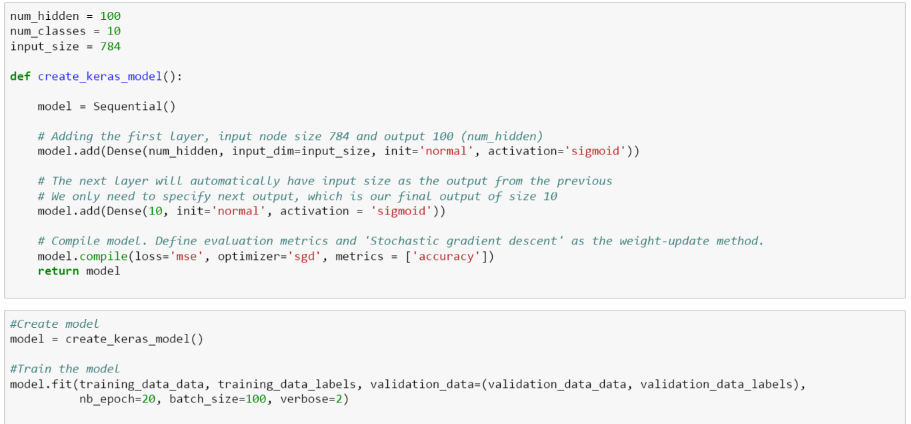 num_hidden = 100
num_classes = 10
input_size = 784
def create_keras_model():
model = Sequential()
# Adding the first layer, input node size 784 and output 100 (num_hidden)
model.add(Dense(num_hidden, input_dim=input_size, init='normal', activation='sigmoid'))
# The next layer will automatically have input size as the output from the previous
# We only need to specify next output, which is our final output of size 10
model.add(Dense(10, init='normal', activation = 'sigmoid'))
# Compile model. Define evaluation metrics and 'Stochastic gradient descent' as the weight-update method.
model.compile(loss='mse', optimizer='sgd', metrics = ['accuracy'])
return model
#Create model
model = create_keras_model()
#Train the model
model.fit(training_data_data, training_data_labels, validation_data=(validation_data_data, validation_data_labels),
nb_epoch=20, batch_size=100, verbose=2)